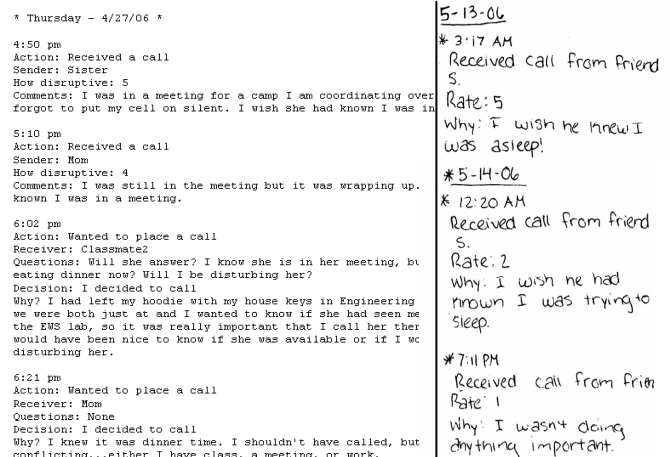 * Thursday - 4/27/06 *
4:50 pm
Action: Received a call
Sender: Sister
How disruptive: 5
Comments: I was in a meeting for a camp I am coordinating over
forgot to put my cell on silent. I wish she had known I was in
5:10 pm
Action: Received a call
Sender: Mom
How disruptive: 4
Comments: I was still in the meeting but it was wrapping up.
known I was in a meeting.
6:02 pm
Action: Wanted to place a call
Receiver: Classmate2
Questions: Will she answer? I know she is in her meeting, bu
eating dinner now? Will I be disturbing her?
Decision: I decided to call
Why? I had left my hoodie with my house keys in Engineering
we were both just at and I wanted to know if she had seen me
the EWS lab, so it was really important that I call her ther
would have been nice to know if she was available or if I wo
disturbing her.
6:21 pm
Action: Wanted to place a call
Receiver: Mom
Questions: None
Decision: I decided to call
Why? I knew it was dinner time. I shouldn't have called, but
conflicting...either I have class, a meeting, or work.
5-13-06
* 3:17 AM
Received call from friend
S.
Rate: 5
Why: I wish he knew I
was asleep!
* 5-14-06
* 12:20 AM
Received call from friend
S.
Rate: 2
Why: I wish he had
known I was trying to
sleep.
* 7:11 PM
Received call from frien
Rate: 1
Why: I wasn't doing
anything important.